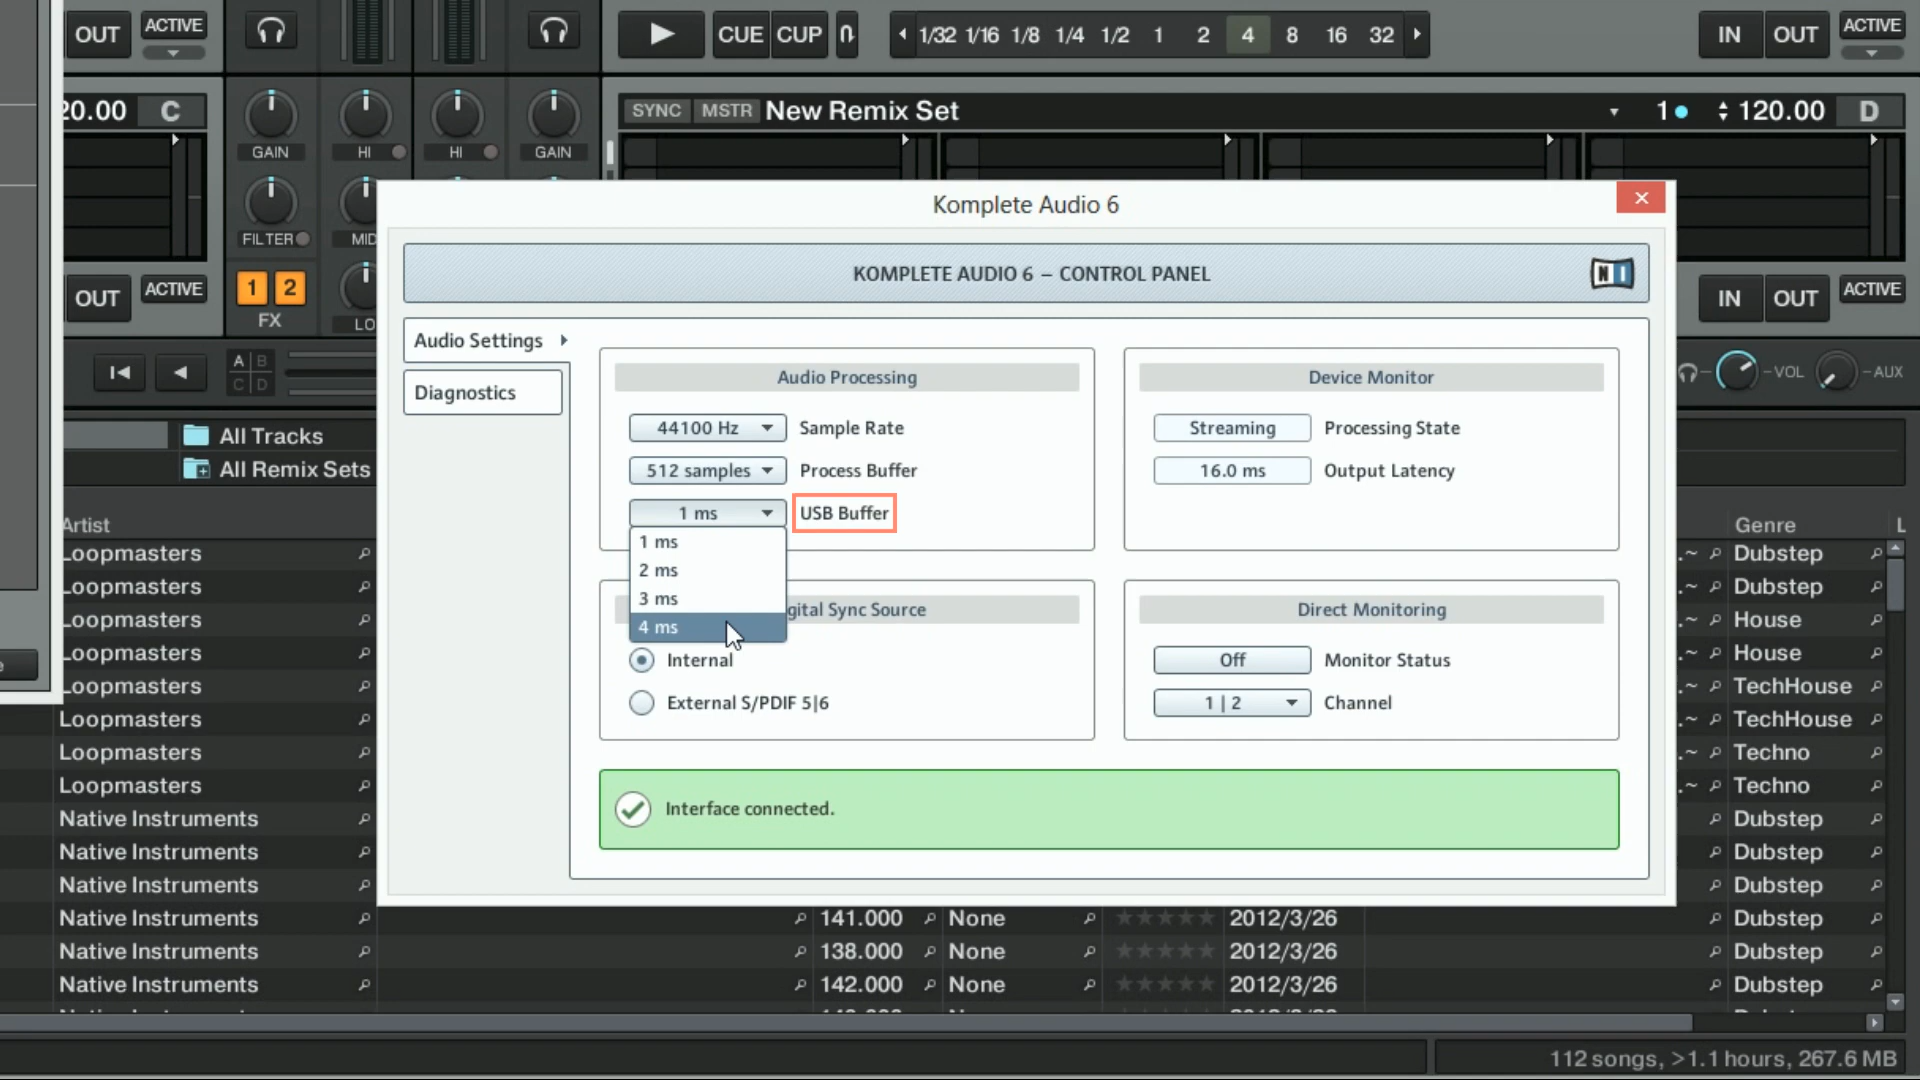 OUT
ACTIVE
CUE
CUP
1/32 1/16 1/8 1/4 1/2 1 2 4 8 16 32
IN
OUT
ACTIVE
20.00
C
GAIN
HI
HI
GAIN
SYNC
MSTR
New Remix Set
1
120.00
D
FILTER
MID
OUT
ACTIVE
1
2
FX
LO
IN
OUT
ACTIVE
A B
C D
VOL
AUX
All Tracks
All Remix Sets
Komplete Audio 6
KOMPLETE AUDIO 6 – CONTROL PANEL
NI
Audio Settings
Diagnostics
Audio Processing
44100 Hz
Sample Rate
512 samples
Process Buffer
1 ms
USB Buffer
1 ms
2 ms
3 ms
4 ms
Device Monitor
Streaming
Processing State
16.0 ms
Output Latency
gital Sync Source
Internal
External S/PDIF 5|6
Direct Monitoring
Off
Monitor Status
1 | 2
Channel
Interface connected.
Artist
Loopmasters
Loopmasters
Loopmasters
Loopmasters
Loopmasters
Loopmasters
Loopmasters
Loopmasters
Native Instruments
Native Instruments
Native Instruments
Native Instruments
Native Instruments
Native Instruments
141.000
None
2012/3/26
138.000
None
2012/3/26
142.000
None
2012/3/26
Genre
L
Dubstep
Dubstep
House
House
TechHouse
TechHouse
Techno
Techno
Dubstep
Dubstep
Dubstep
Dubstep
Dubstep
Dubstep
112 songs, >1.1 hours, 267.6 MB